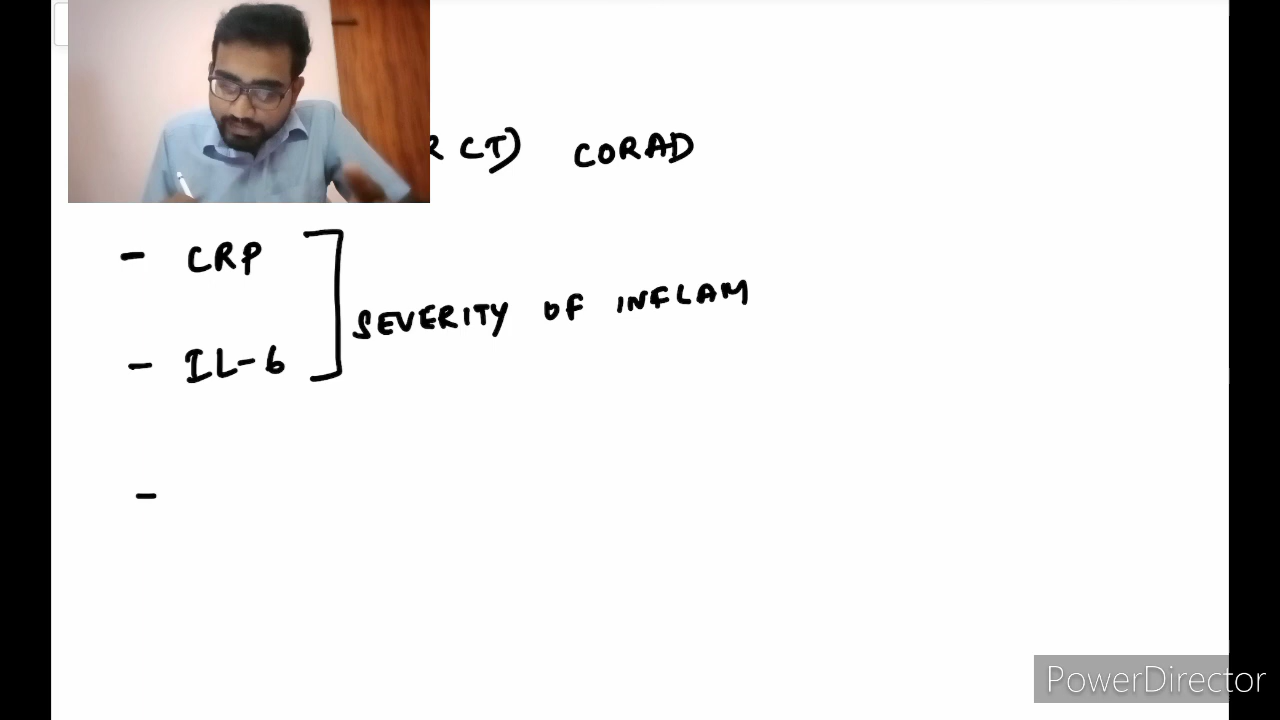 CT) CORAD
- CRP
SEVERITY OF INFLAM
- IL-6
-
PowerDirector